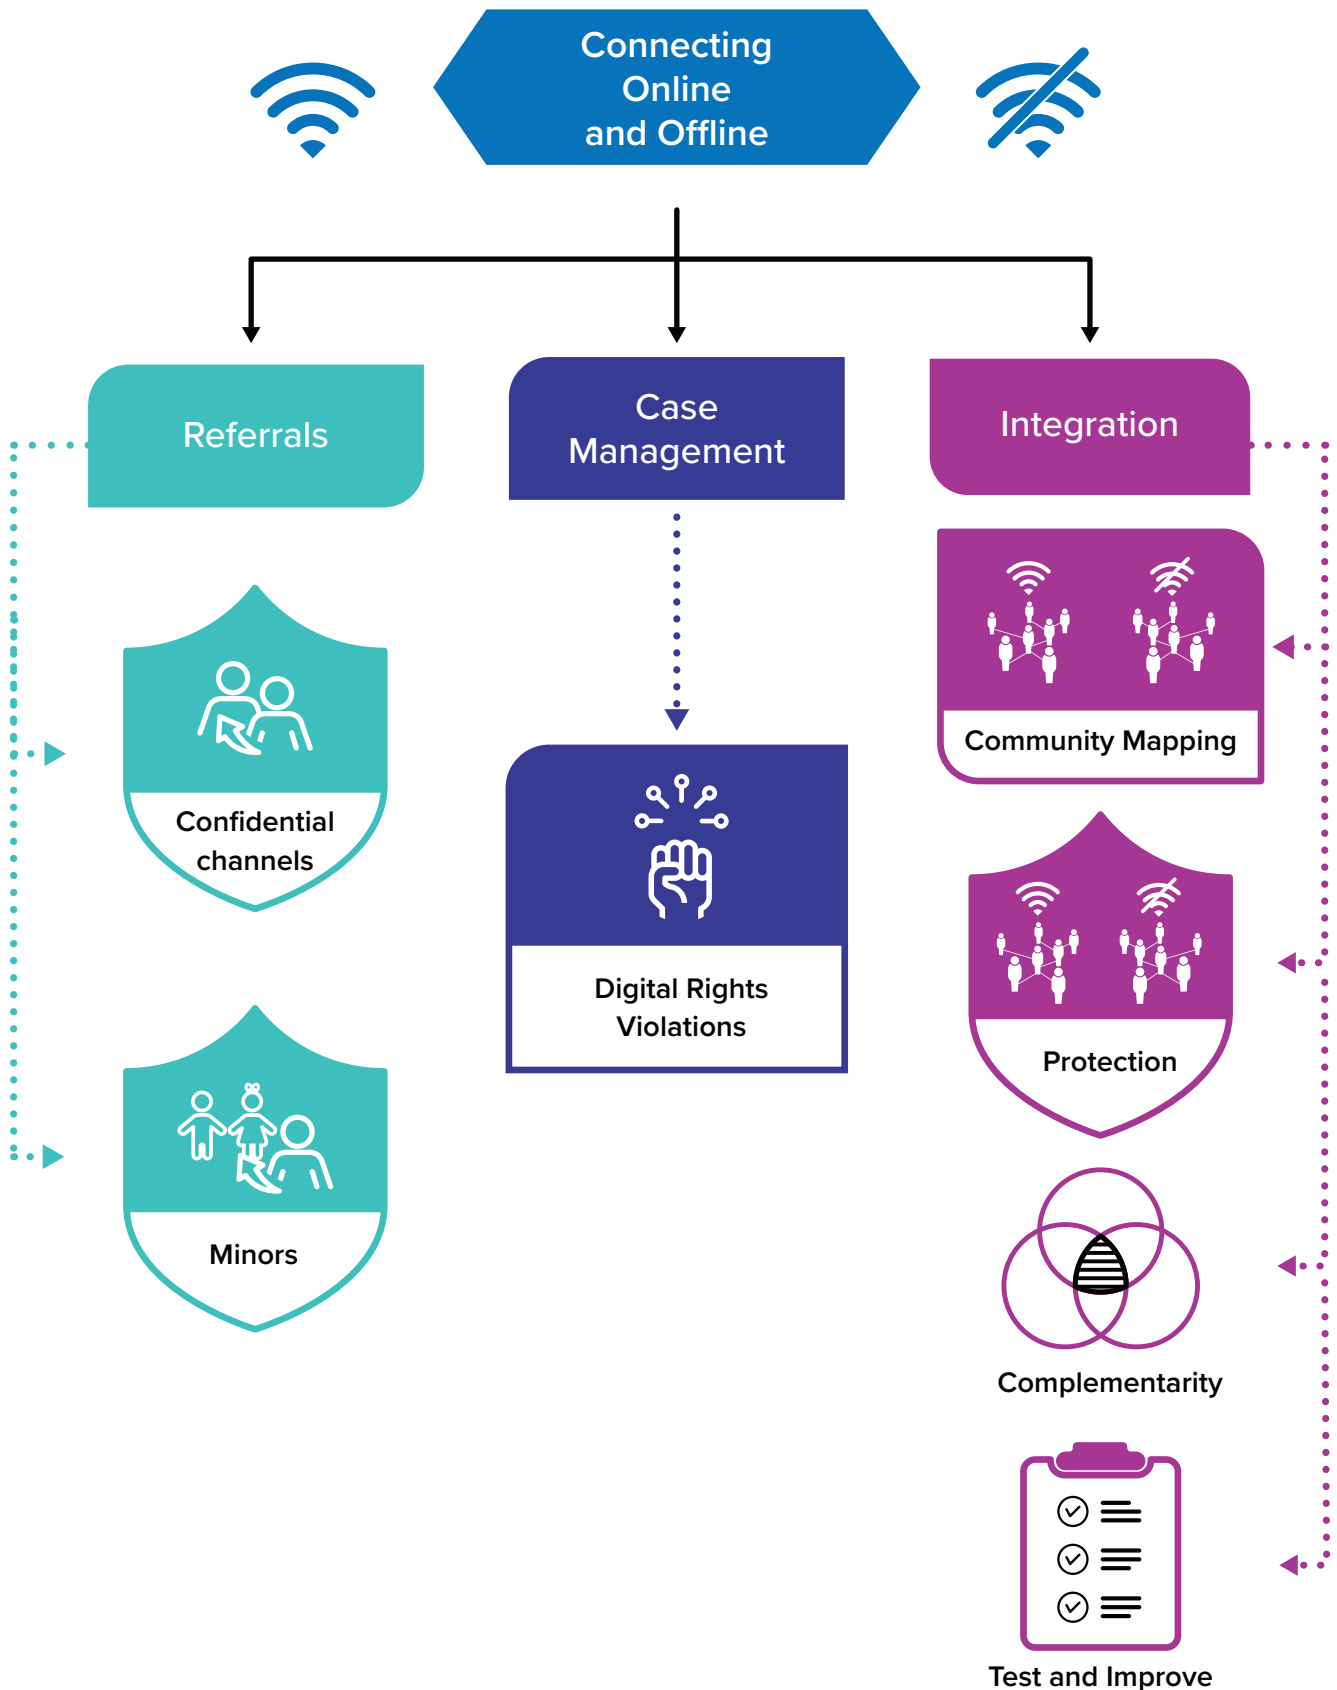 Connecting
Online
and Offline
Referrals
Case
Management
Integration
Confidential
channels
Minors
Digital Rights
Violations
Community Mapping
Protection
Complementarity
Test and Improve